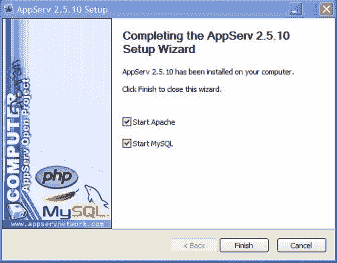 AppServ 2.5.10 Setup
Completing the AppServ 2.5.10
Setup Wizard
AppServ 2.5.10 has been installed on your computer.
Click Finish to close this wizard.
Start Apache
Start MySQL
COMPUTER
AppServ Open Project
php
MySQL
www.appservnetwork.com
< Back
Finish
Cancel